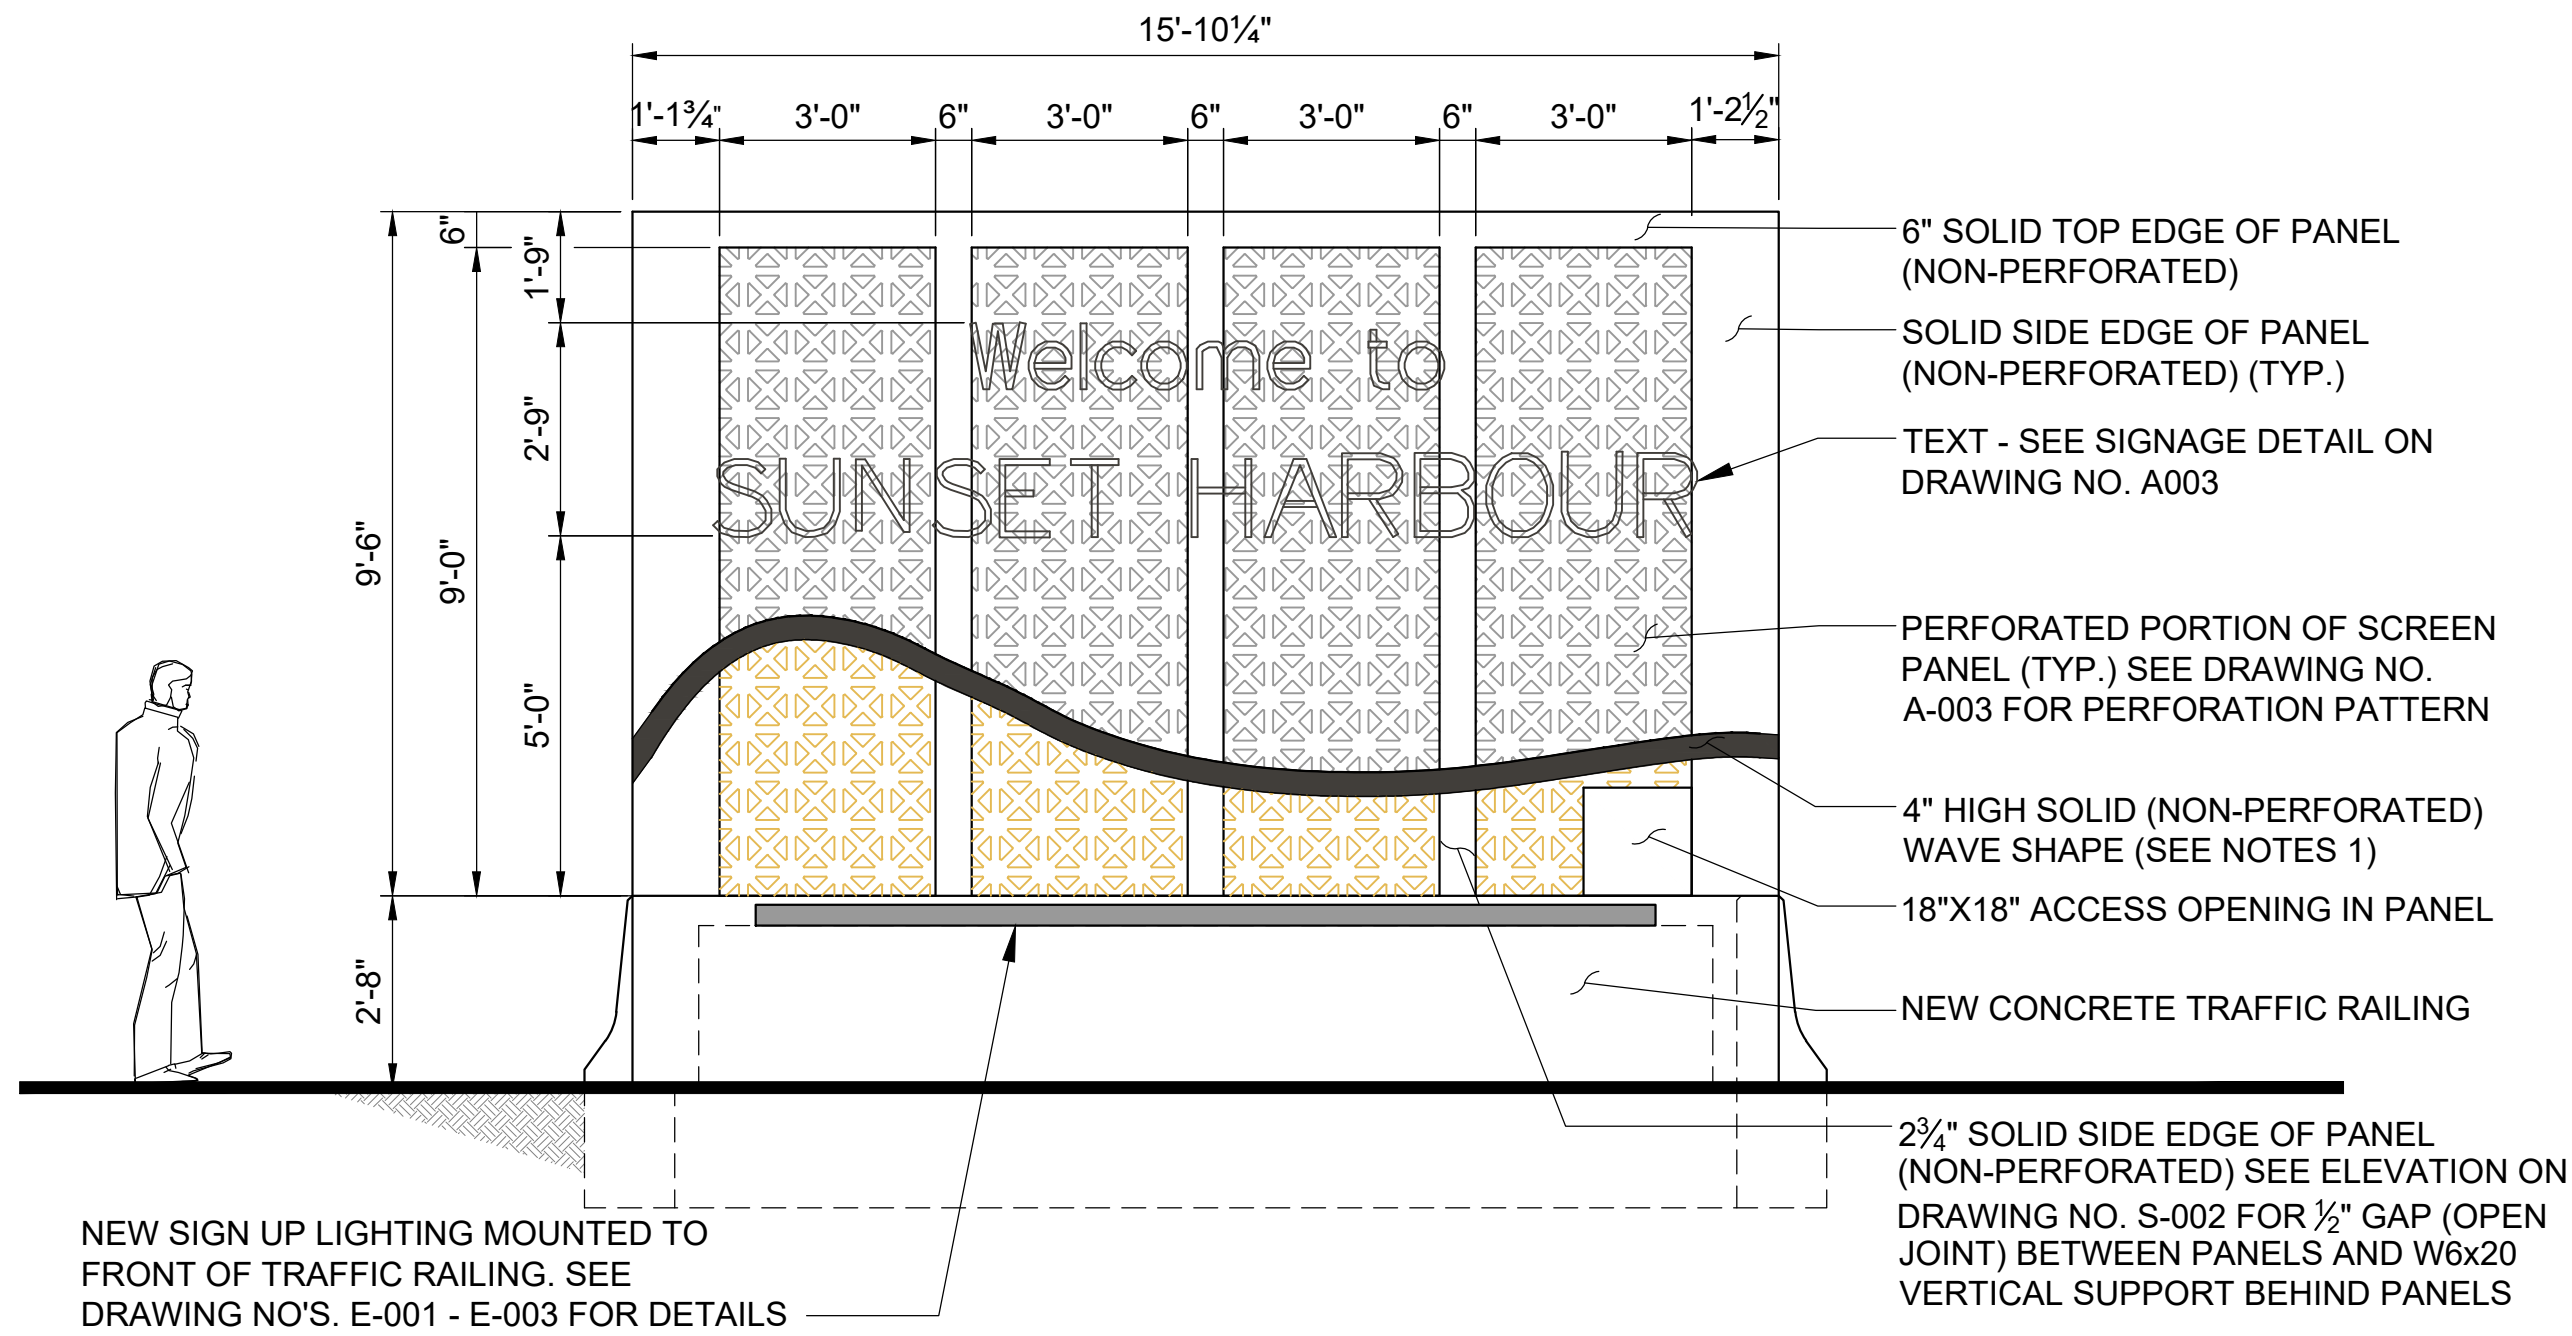 15'-10¼"
1'-1¾" 3'-0" 6" 3'-0" 6" 3'-0" 6" 3'-0" 1'-2½"
6"
1'-9"
2'-9"
9'-6"
9'-0"
5'-0"
2'-8"
Welcome to
SUNSET HARBOUR
6" SOLID TOP EDGE OF PANEL
(NON-PERFORATED)
SOLID SIDE EDGE OF PANEL
(NON-PERFORATED) (TYP.)
TEXT - SEE SIGNAGE DETAIL ON
DRAWING NO. A003
PERFORATED PORTION OF SCREEN
PANEL (TYP.) SEE DRAWING NO.
A-003 FOR PERFORATION PATTERN
4" HIGH SOLID (NON-PERFORATED)
WAVE SHAPE (SEE NOTES 1)
18"X18" ACCESS OPENING IN PANEL
NEW CONCRETE TRAFFIC RAILING
2¾" SOLID SIDE EDGE OF PANEL
(NON-PERFORATED) SEE ELEVATION ON
DRAWING NO. S-002 FOR ½" GAP (OPEN
JOINT) BETWEEN PANELS AND W6x20
VERTICAL SUPPORT BEHIND PANELS
NEW SIGN UP LIGHTING MOUNTED TO
FRONT OF TRAFFIC RAILING. SEE
DRAWING NO'S. E-001 - E-003 FOR DETAILS